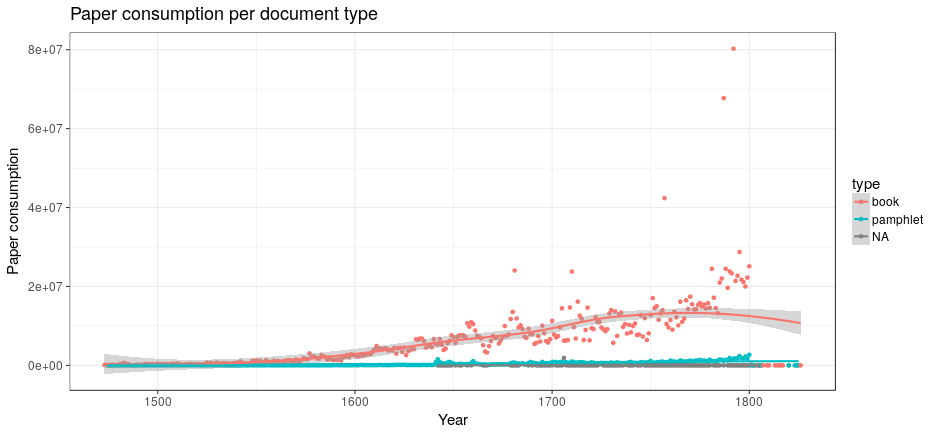 Paper consumption per document type
8e+07
6e+07
4e+07
2e+07
0e+00
Paper consumption
1500 1600 1700 1800
Year
type
book
pamphlet
NA